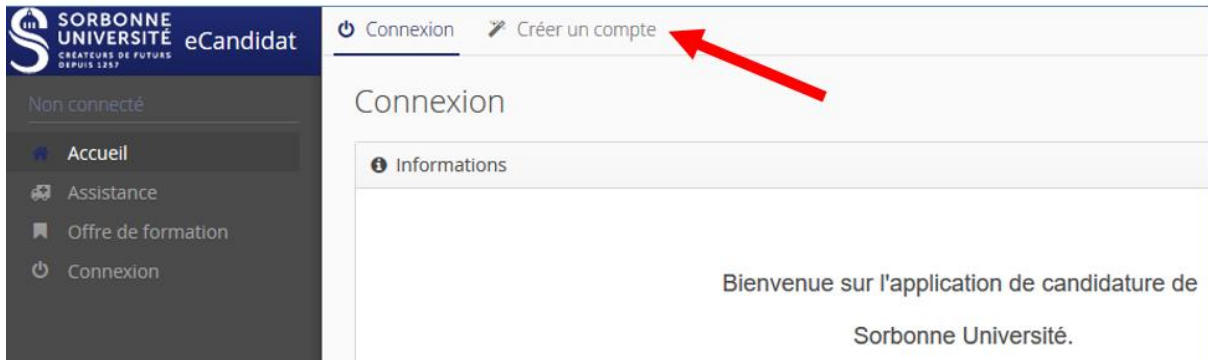 SORBONNE
UNIVERSITÉ
CRÉATEURS DE FUTURS
DEPUIS 1257
eCandidat
Connexion
Créer un compte
Non connecté
Accueil
Assistance
Offre de formation
Connexion
Connexion
Informations
Bienvenue sur l'application de candidature de
Sorbonne Université.